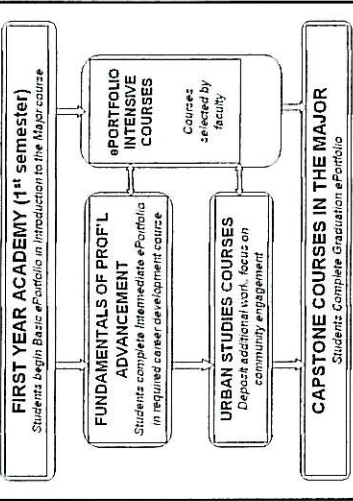 FIRST YEAR ACADEMY (1st semester)
Students begin Basic ePortfolio in Introduction to the Major course
FUNDAMENTALS OF PROF'L
ADVANCEMENT
Students complete Intermediate ePortfolio
in required career development course
ePORTFOLIO
INTENSIVE
COURSES
Courses
selected by
faculty
URBAN STUDIES COURSES
Deposit additional work, focus on
community engagement
CAPSTONE COURSES IN THE MAJOR
Students Complete Graduation ePortfolio